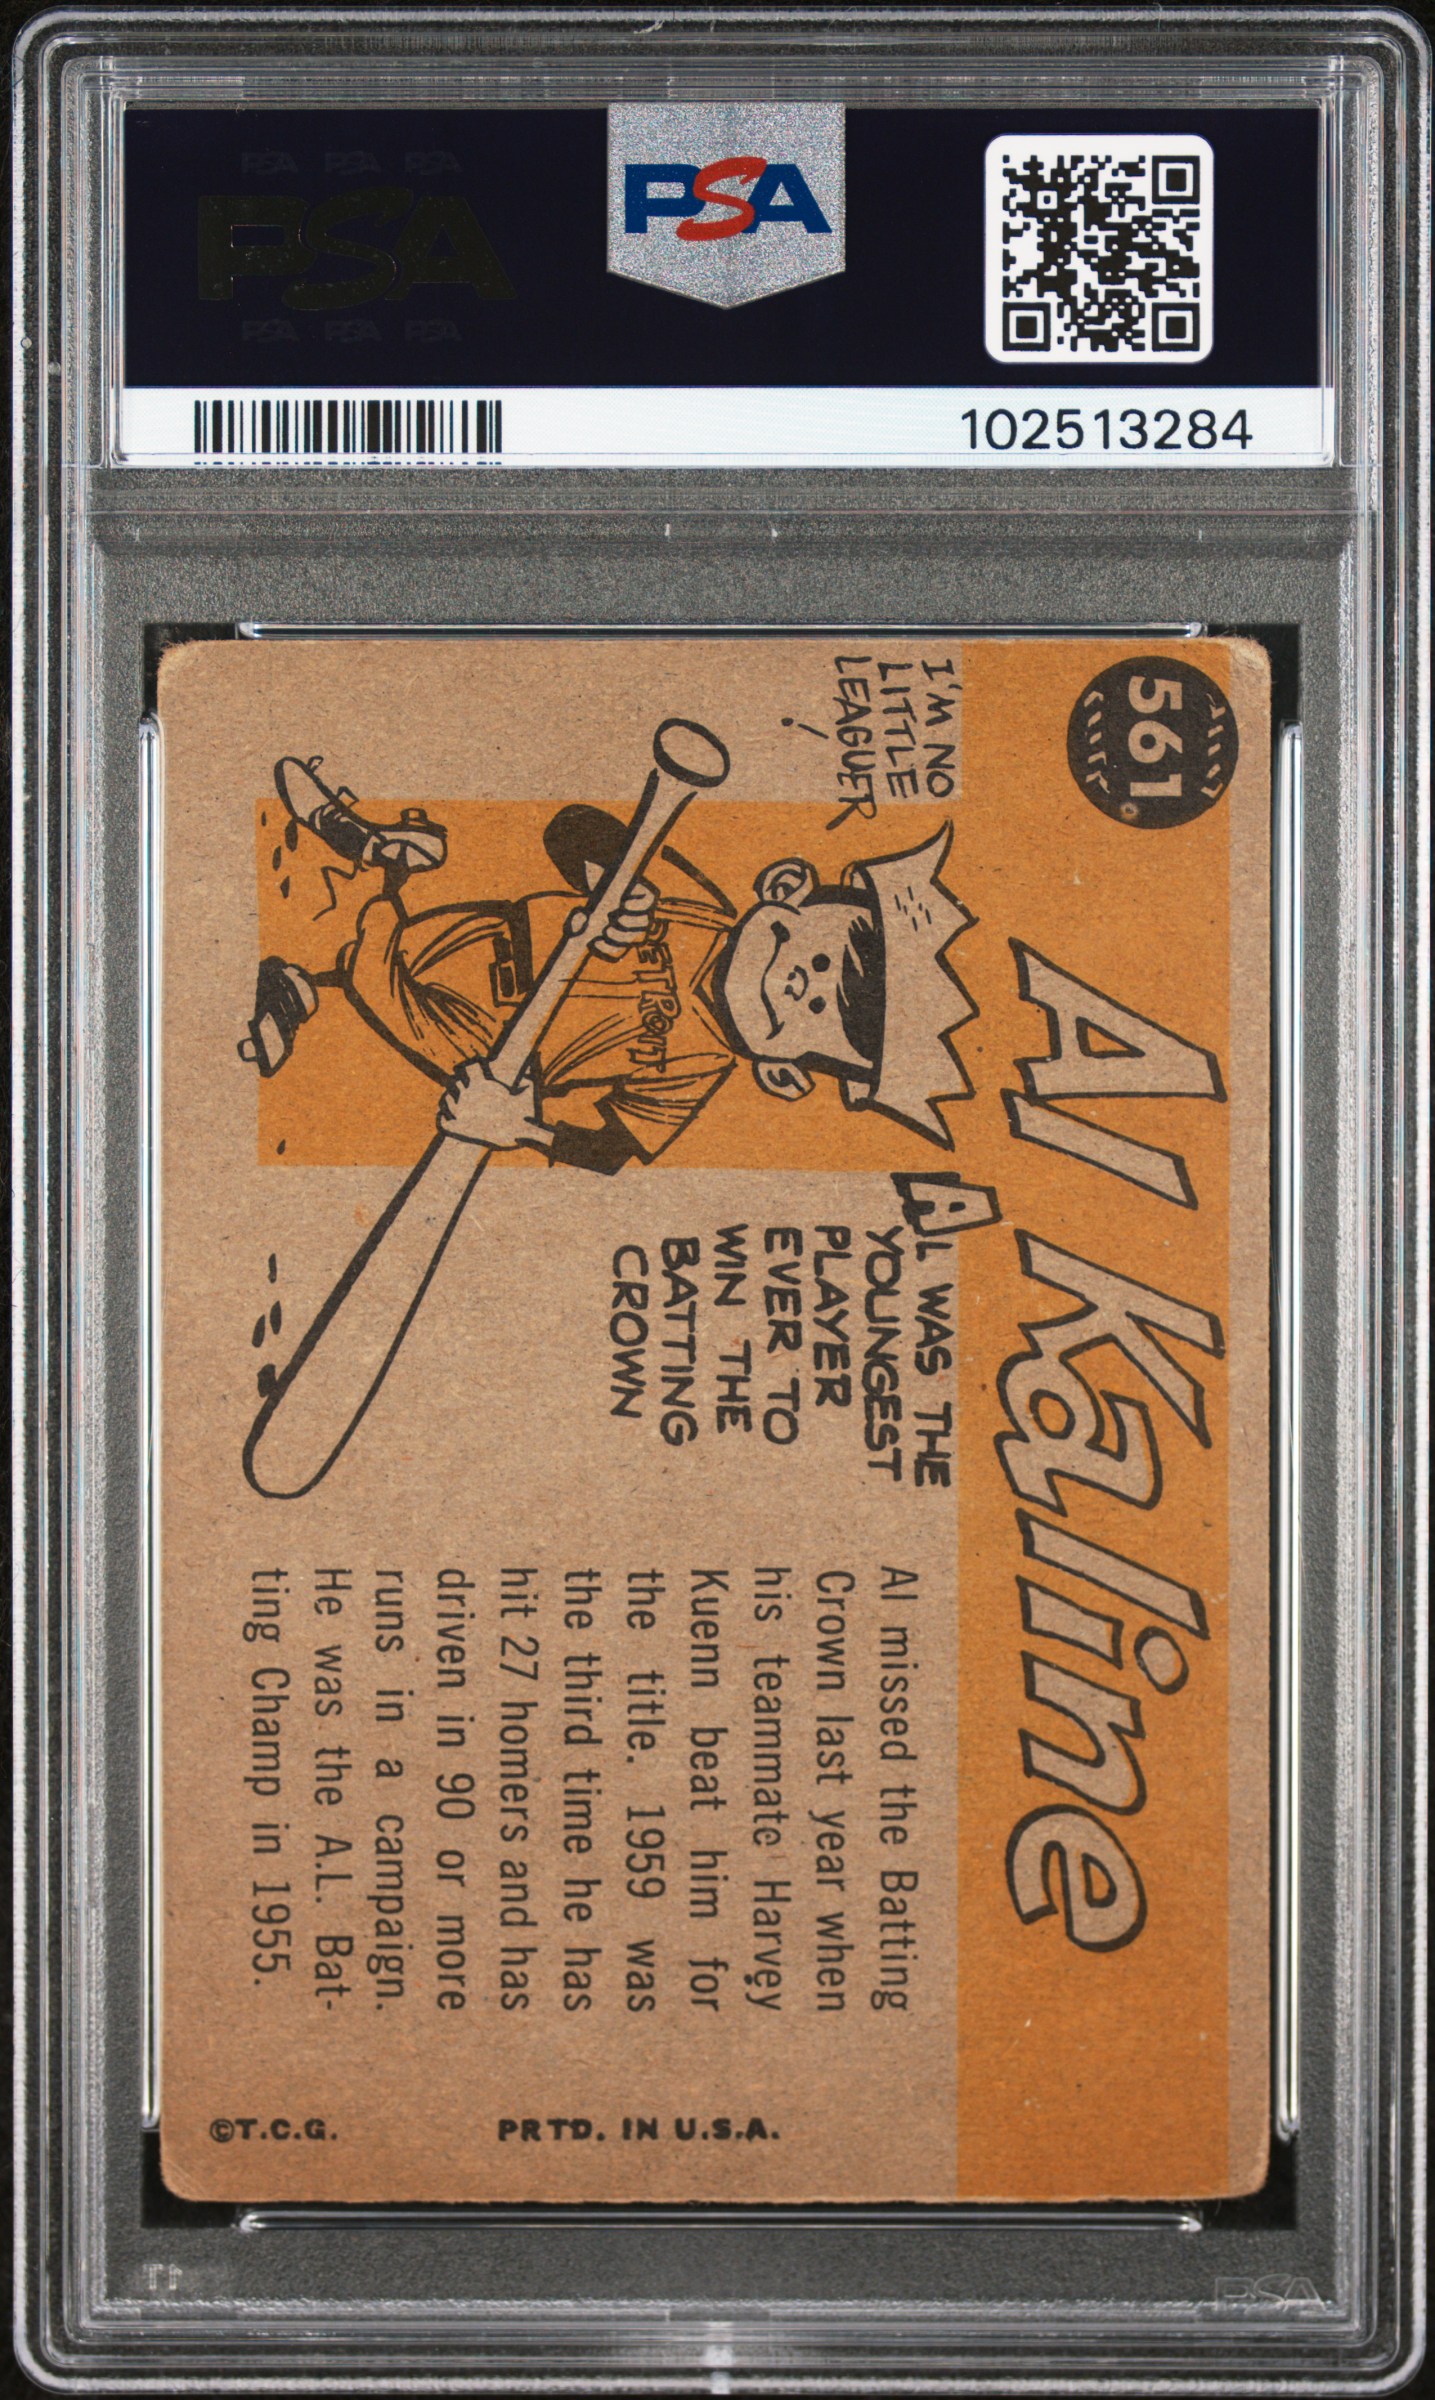 PSA PSA PSA
PSA
PSA PSA PSA
PSA
102513284
561
Al Kaline
I'M NO
LITTLE
LEAGUER
!
DETROIT
AL WAS THE
YOUNGEST
PLAYER
EVER TO
WIN THE
BATTING
CROWN
Al missed the Batting
Crown last year when
his teammate Harvey
Kuenn beat him for
the title. 1959 was
the third time he has
hit 27 homers and has
driven in 90 or more
runs in a campaign.
He was the A.L. Bat-
ting Champ in 1955.
©T.C.G.
PRTD. IN U.S.A.
PSA